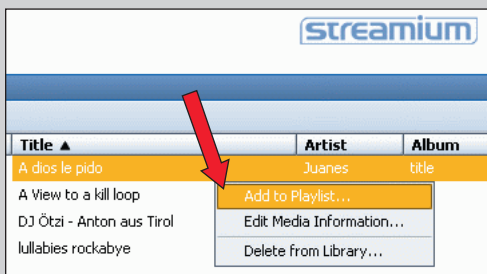 streamium
Title ▲ Artist Album
A dios le pido Juanes title
A View to a kill loop Add to Playlist...
DJ Ötzi - Anton aus Tirol Edit Media Information...
lullabies rockabye Delete from Library...